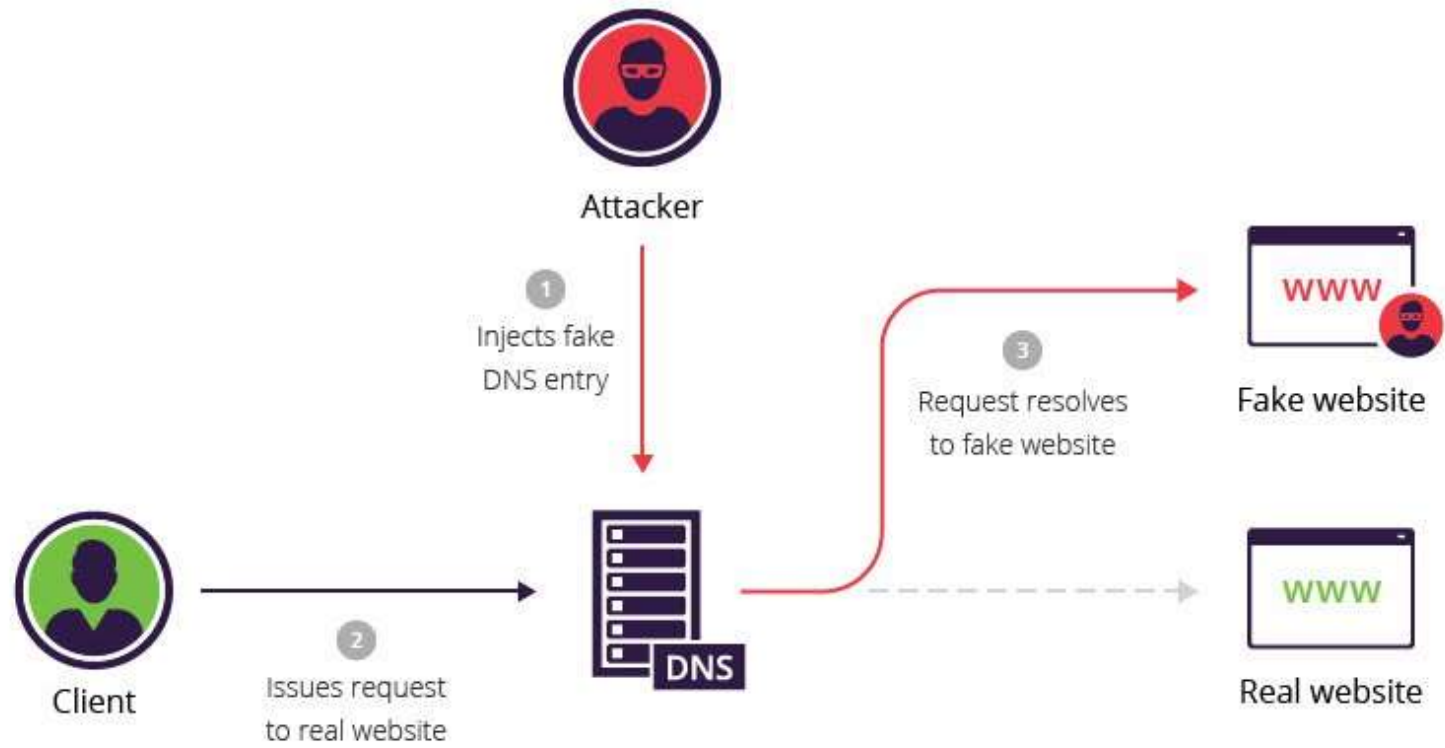 Attacker
1
Injects fake
DNS entry
www
3
Request resolves
to fake website
Fake website
DNS
www
Client
2
Issues request
to real website
Real website